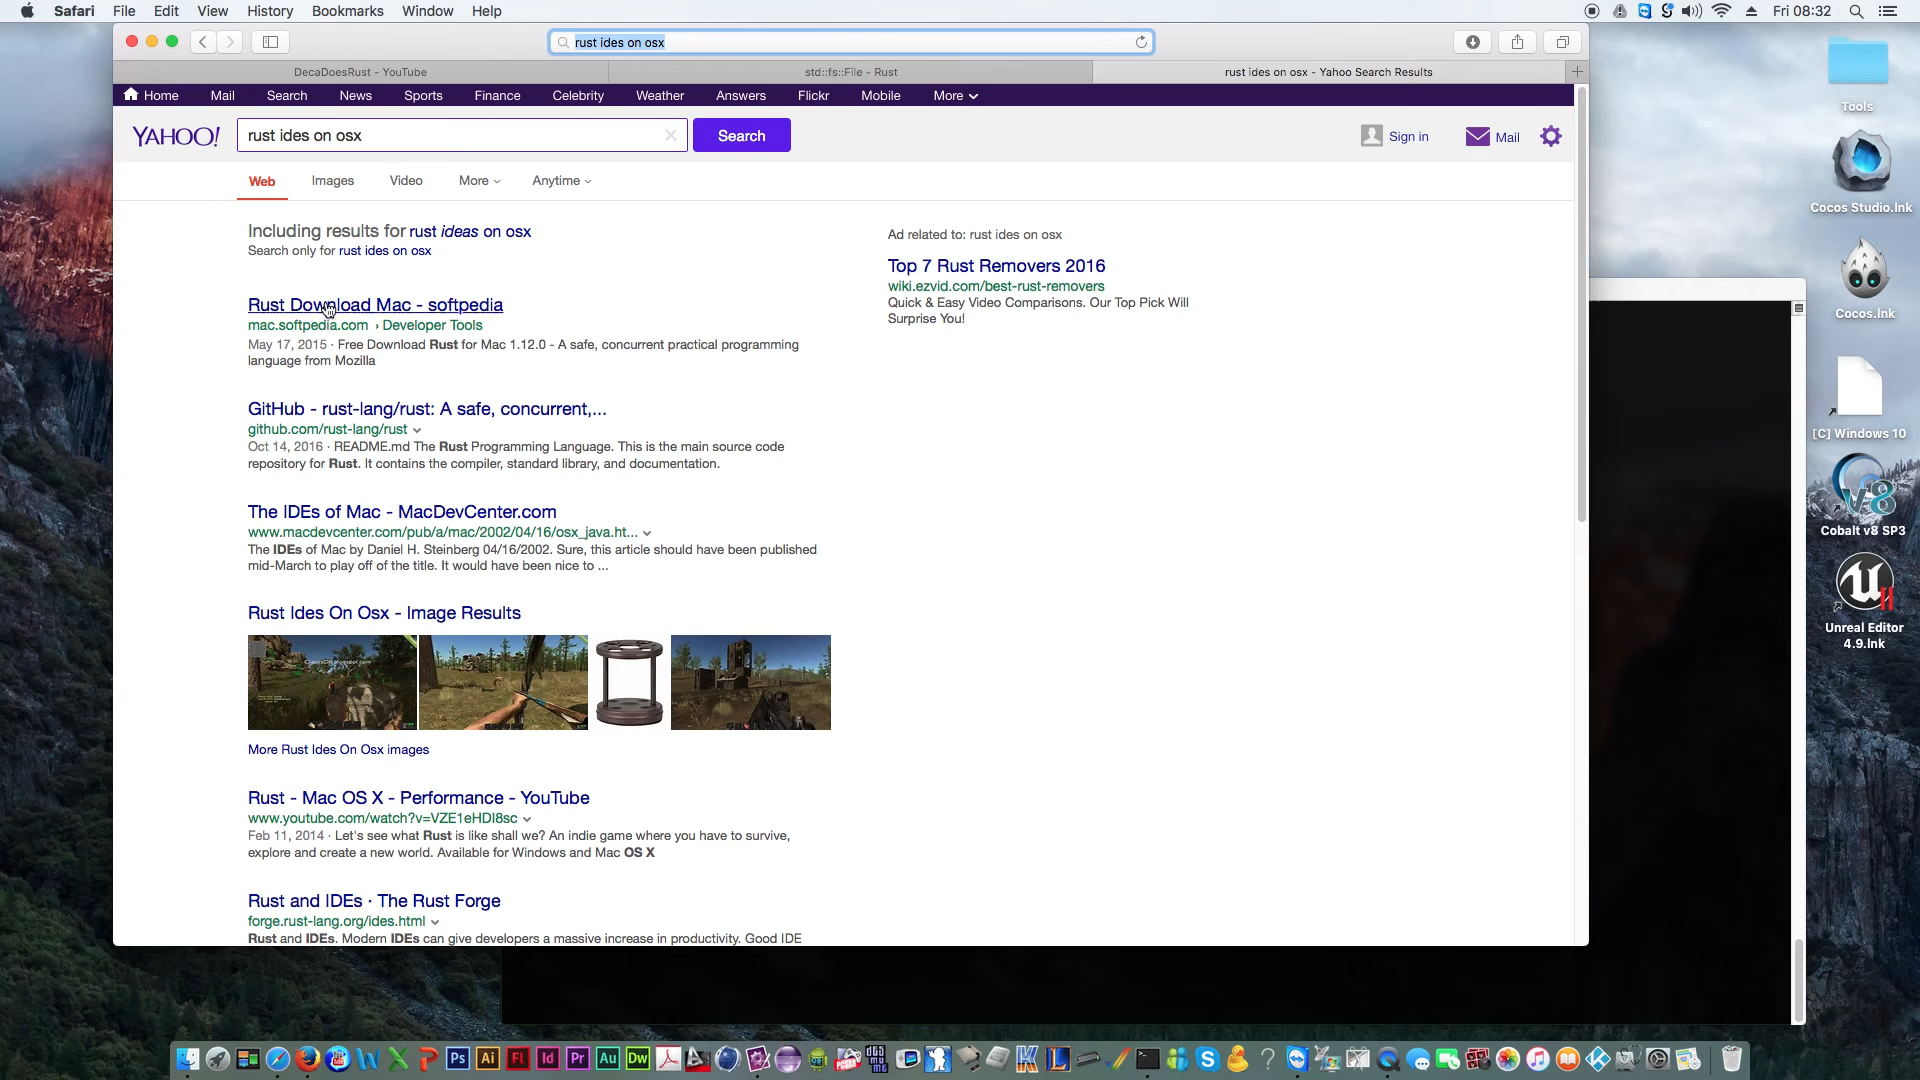 Safari File Edit View History Bookmarks Window Help
Fri 08:32
rust ides on osx
DecaDoesRust - YouTube
std::fs::File - Rust
rust ides on osx - Yahoo Search Results
Home Mail Search News Sports Finance Celebrity Weather Answers Flickr Mobile More
YAHOO!
rust ides on osx
Search
Sign in
Mail
Web Images Video More Anytime
Including results for rust ideas on osx
Search only for rust ides on osx
Rust Download Mac - softpedia
mac.softpedia.com › Developer Tools
May 17, 2015 · Free Download Rust for Mac 1.12.0 - A safe, concurrent practical programming
language from Mozilla
GitHub - rust-lang/rust: A safe, concurrent,...
github.com/rust-lang/rust
Oct 14, 2016 · README.md The Rust Programming Language. This is the main source code
repository for Rust. It contains the compiler, standard library, and documentation.
The IDEs of Mac - MacDevCenter.com
www.macdevcenter.com/pub/a/mac/2002/04/16/osx_java.ht...
The IDEs of Mac by Daniel H. Steinberg 04/16/2002. Sure, this article should have been published
mid-March to play off of the title. It would have been nice to ...
Rust Ides On Osx - Image Results
More Rust Ides On Osx images
Rust - Mac OS X - Performance - YouTube
www.youtube.com/watch?v=VZE1eHDI8sc
Feb 11, 2014 · Let's see what Rust is like shall we? An indie game where you have to survive,
explore and create a new world. Available for Windows and Mac OS X
Rust and IDEs · The Rust Forge
forge.rust-lang.org/ides.html
Rust and IDEs. Modern IDEs can give developers a massive increase in productivity. Good IDE
Ad related to: rust ides on osx
Top 7 Rust Removers 2016
wiki.ezvid.com/best-rust-removers
Quick & Easy Video Comparisons. Our Top Pick Will
Surprise You!
Tools
Cocos Studio.lnk
Cocos.lnk
[C] Windows 10
V8
Cobalt v8 SP3
Unreal Editor
4.9.lnk
Ps Ai Fl Id Pr Au Dw